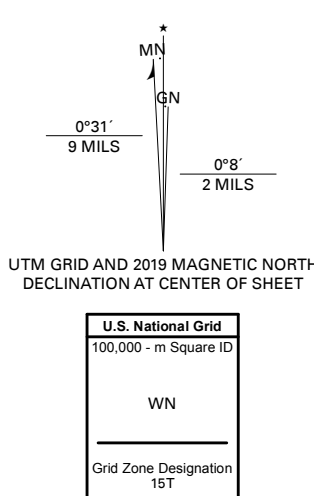 ★
MN
GN
0°31´
9 MILS
0°8´
2 MILS
UTM GRID AND 2019 MAGNETIC NORTH
DECLINATION AT CENTER OF SHEET
U.S. National Grid
100,000 - m Square ID
WN
Grid Zone Designation
15T